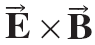 E⃗ × B⃗